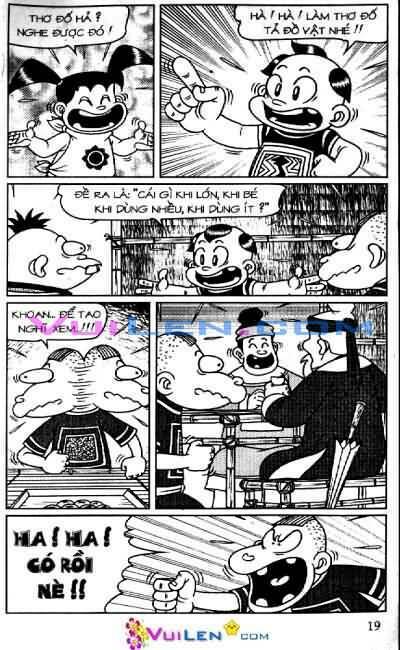 THƠ ĐỐ HẢ?
NGHE ĐƯỢC ĐÓ!
HÀ! HÀ! LÀM THƠ ĐỐ
TẢ ĐỒ VẬT NHÉ!!
ĐỀ RA LÀ: "CÁI GÌ KHI LỚN, KHI BÉ
KHI DÙNG NHIỀU, KHI DÙNG ÍT?"
KHOAN.. ĐỂ TAO
NGHĨ XEM..!!!
VUILEN.COM
HA! HA!
CÓ RỒI
NÈ!!
19
VUILEN.COM